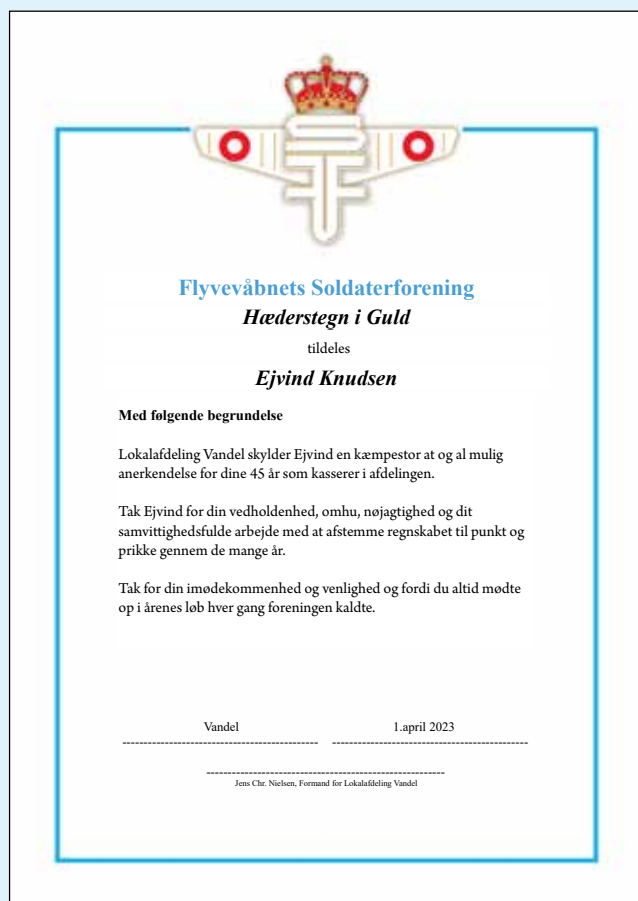 Flyvevåbnets Soldaterforening
Hæderstegn i Guld
tildeles
Ejvind Knudsen
Med følgende begrundelse
Lokalafdeling Vandel skylder Ejvind en kæmpestor at og al mulig
anerkendelse for dine 45 år som kasserer i afdelingen.
Tak Ejvind for din vedholdenhed, omhu, nøjagtighed og dit
samvittighedsfulde arbejde med at afstemme regnskabet til punkt og
prikke gennem de mange år.
Tak for din imødekommenhed og venlighed og fordi du altid mødte
op i årenes løb hver gang foreningen kaldte.
Vandel 1.april 2023
Jens Chr. Nielsen, Formand for Lokalafdeling Vandel